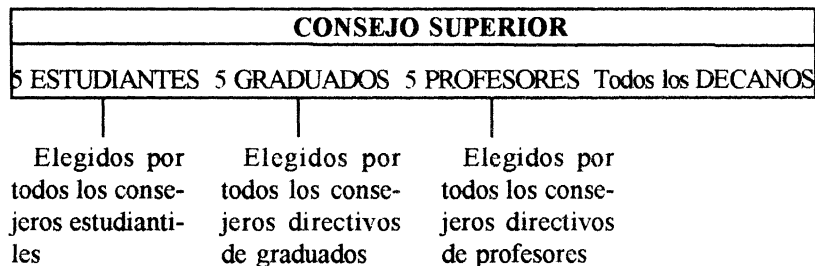 CONSEJO SUPERIOR
5 ESTUDIANTES 5 GRADUADOS 5 PROFESORES Todos los DECANOS
Elegidos por
todos los conse-
jeros estudianti-
les
Elegidos por
todos los conse-
jeros directivos
de graduados
Elegidos por
todos los conse-
jeros directivos
de profesores